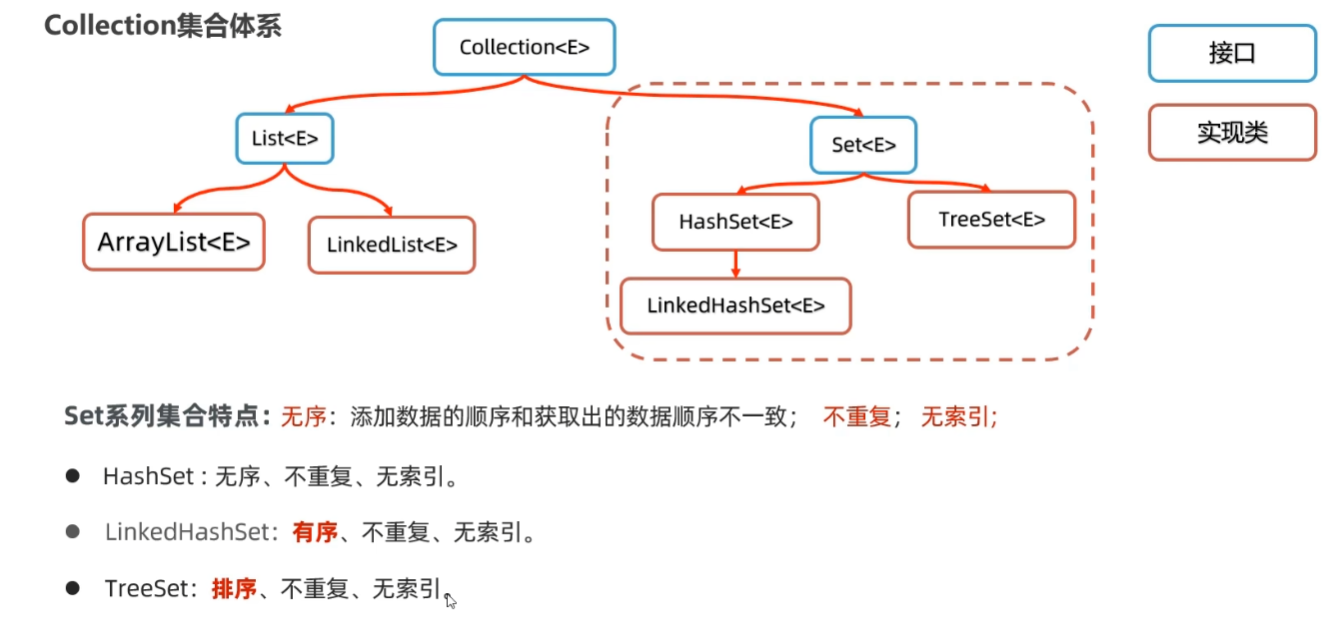 Collection集合体系
Collection<E>
接口
实现类
List<E>
Set<E>
ArrayList<E>
LinkedList<E>
HashSet<E>
TreeSet<E>
LinkedHashSet<E>
Set系列集合特点：无序：添加数据的顺序和获取出的数据顺序不一致； 不重复； 无索引;
● HashSet : 无序、不重复、无索引。
● LinkedHashSet：有序、不重复、无索引。
● TreeSet：排序、不重复、无索引。